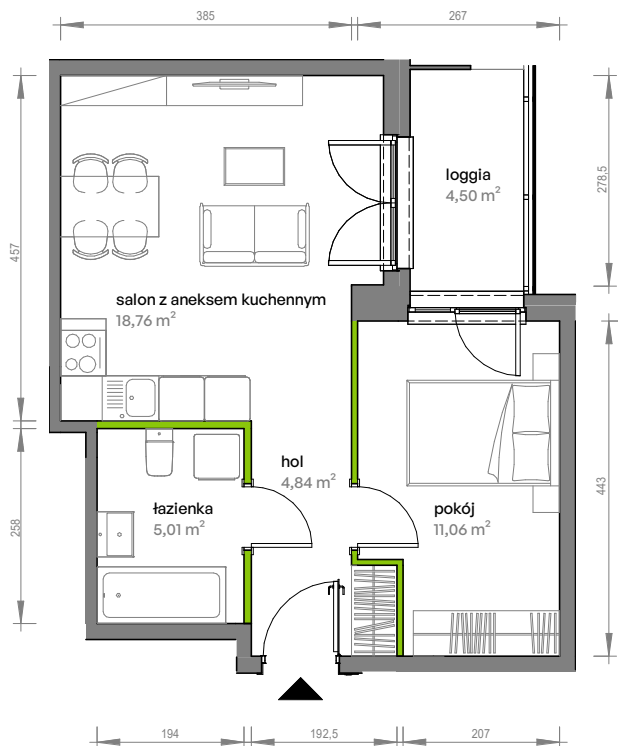 385
267
457
278,5
loggia
4,50 m²
salon z aneksem kuchennym
18,76 m²
hol
4,84 m²
łazienka
5,01 m²
pokój
11,06 m²
258
443
194
192,5
207